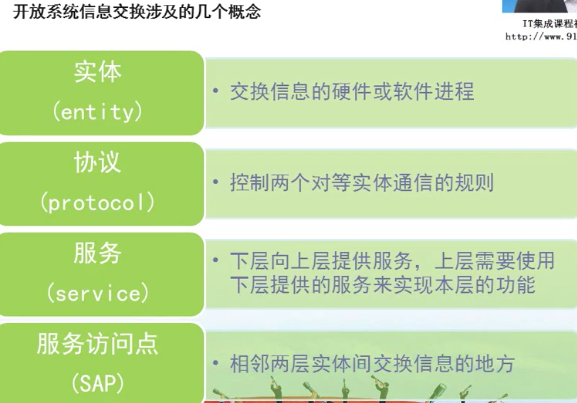 开放系统信息交换涉及的几个概念
IT集成课程
http://www.91
实体
(entity)
• 交换信息的硬件或软件进程
协议
(protocol)
• 控制两个对等实体通信的规则
服务
(service)
• 下层向上层提供服务，上层需要使用
下层提供的服务来实现本层的功能
服务访问点
(SAP)
• 相邻两层实体间交换信息的地方